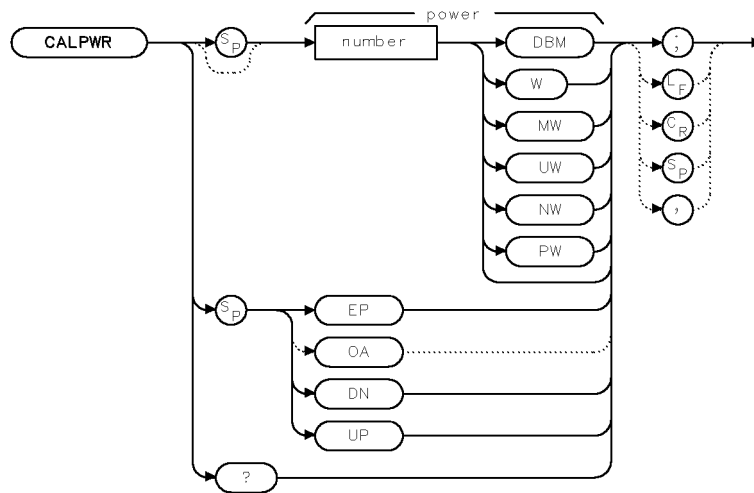 power
CALPWR SP number DBM ;
W LF
MW CR
UW SP
NW ,
PW
SP EP
OA
DN
UP
?